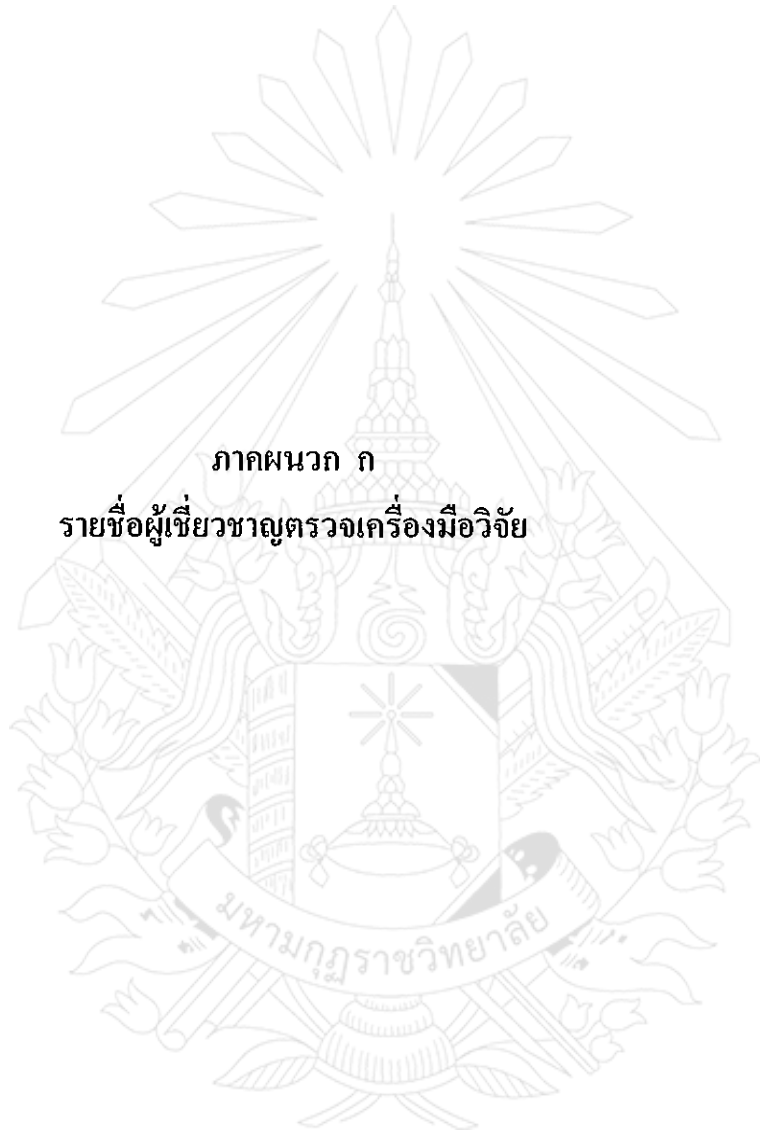 ภาคผนวก ก
รายชื่อผู้เชี่ยวชาญตรวจเครื่องมือวิจัย
มหามกุฏราชวิทยาลัย